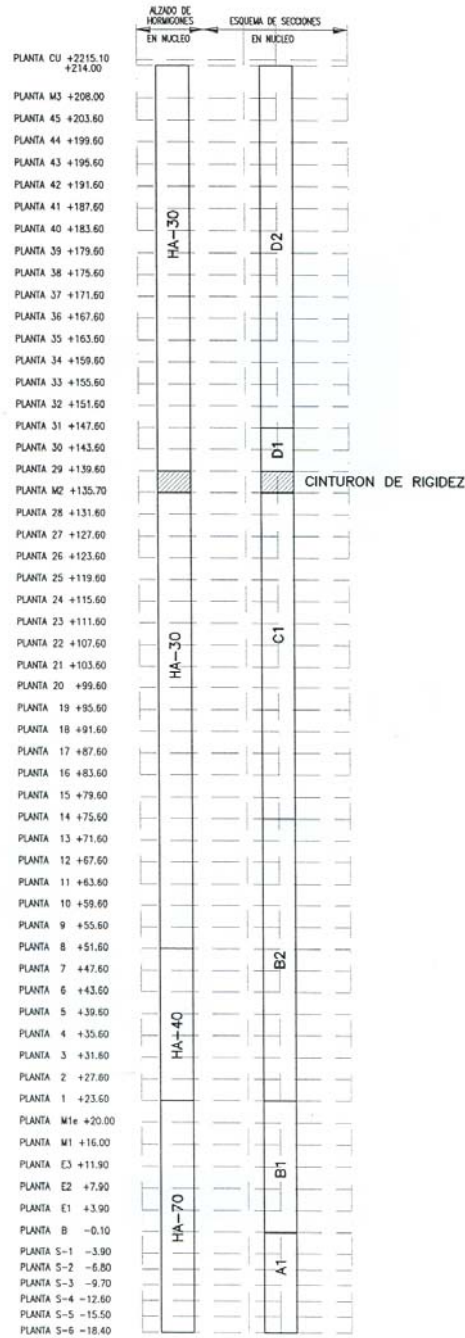 ALZADO DE
HORMIGONES
ESQUEMA DE SECCIONES
EN NUCLEO
EN NUCLEO
PLANTA CU +2215.10
+214.00
PLANTA M3 +208.00
PLANTA 45 +203.60
PLANTA 44 +199.60
PLANTA 43 +195.60
PLANTA 42 +191.60
PLANTA 41 +187.60
PLANTA 40 +183.60
PLANTA 39 +179.60
PLANTA 38 +175.60
PLANTA 37 +171.60
PLANTA 36 +167.60
PLANTA 35 +163.60
PLANTA 34 +159.60
PLANTA 33 +155.60
PLANTA 32 +151.60
PLANTA 31 +147.60
PLANTA 30 +143.60
PLANTA 29 +139.60
PLANTA M2 +135.70
PLANTA 28 +131.60
PLANTA 27 +127.60
PLANTA 26 +123.60
PLANTA 25 +119.60
PLANTA 24 +115.60
PLANTA 23 +111.60
PLANTA 22 +107.60
PLANTA 21 +103.60
PLANTA 20 +99.60
PLANTA 19 +95.60
PLANTA 18 +91.60
PLANTA 17 +87.60
PLANTA 16 +83.60
PLANTA 15 +79.60
PLANTA 14 +75.60
PLANTA 13 +71.60
PLANTA 12 +67.60
PLANTA 11 +63.60
PLANTA 10 +59.60
PLANTA 9 +55.60
PLANTA 8 +51.60
PLANTA 7 +47.60
PLANTA 6 +43.60
PLANTA 5 +39.60
PLANTA 4 +35.60
PLANTA 3 +31.60
PLANTA 2 +27.60
PLANTA 1 +23.60
PLANTA M1e +20.00
PLANTA M1 +16.00
PLANTA E3 +11.90
PLANTA E2 +7.90
PLANTA E1 +3.90
PLANTA B -0.10
PLANTA S-1 -3.90
PLANTA S-2 -6.80
PLANTA S-3 -9.70
PLANTA S-4 -12.60
PLANTA S-5 -15.50
PLANTA S-6 -18.40
HA-30
HA-30
HA-40
HA-70
D2
D1
CINTURON DE RIGIDEZ
C1
B2
B1
A1